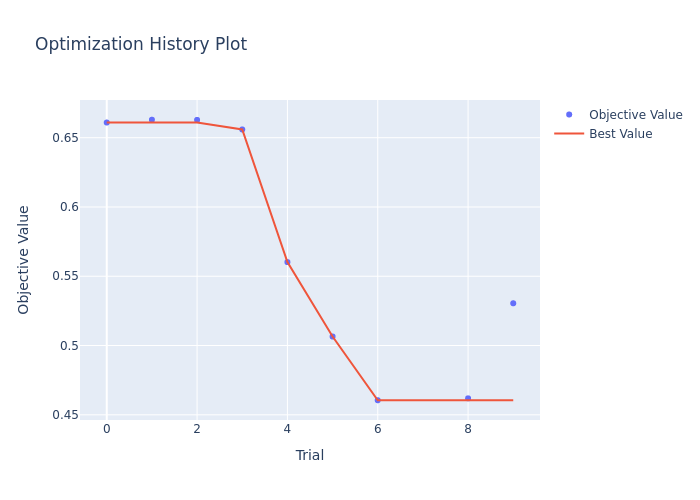 Optimization History Plot
Objective Value
Best Value
0.65
0.6
0.55
0.5
0.45
Objective Value
0
2
4
6
8
Trial